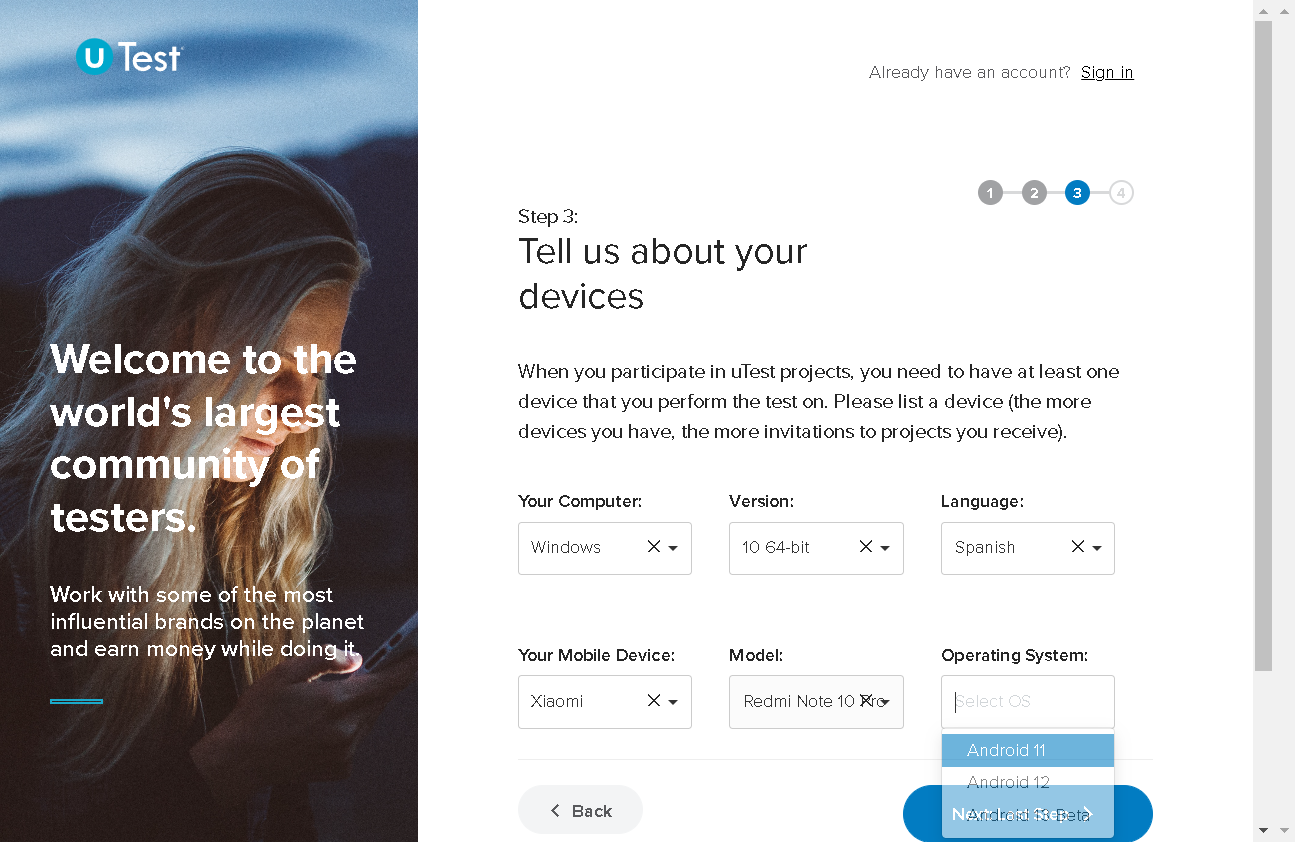 U Test
Already have an account? Sign in
1 2 3 4
Step 3:
Tell us about your
devices
Welcome to the
world's largest
community of
testers.
Work with some of the most
influential brands on the planet
and earn money while doing it.
When you participate in uTest projects, you need to have at least one
device that you perform the test on. Please list a device (the more
devices you have, the more invitations to projects you receive).
Your Computer: Version: Language:
Windows 10 64-bit Spanish
Your Mobile Device: Model: Operating System:
Xiaomi Redmi Note 10 Pro Select OS
Android 11
Android 12
Android 13 Beta
Back
Next: Last Step